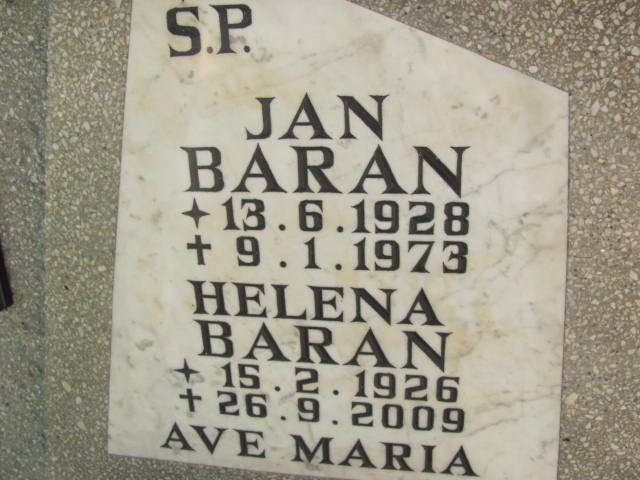 Ś.P.
JAN
BARAN
✦ 13.6.1928
✝ 9.1.1973
HELENA
BARAN
✦ 15.2.1926
✝ 26.9.2009
AVE MARIA